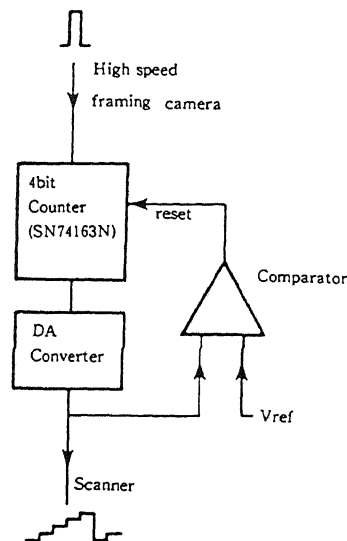 High speed
framing camera
4bit
Counter
(SN74163N)
reset
Comparator
DA
Converter
Vref
Scanner